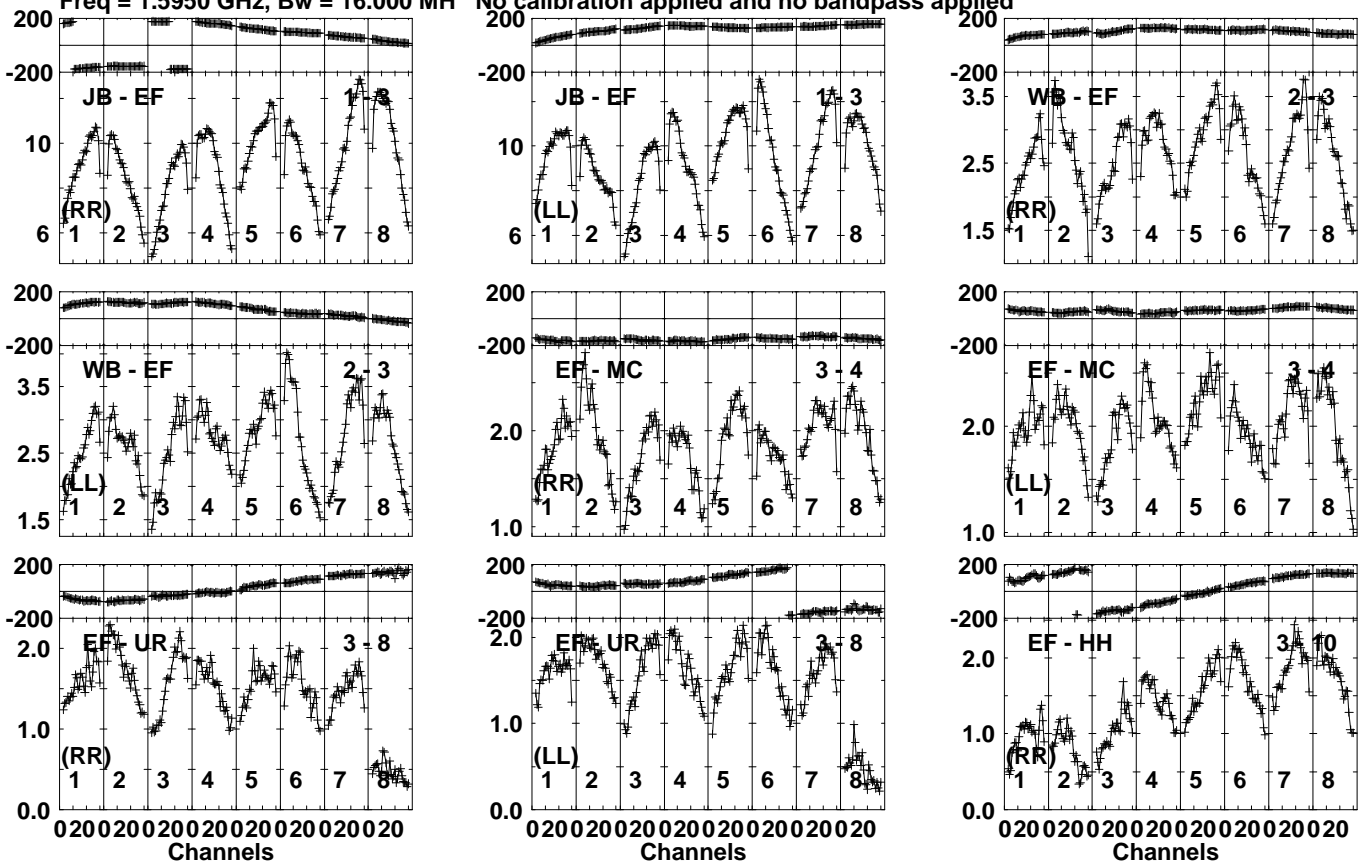 Freq = 1.5950 GHz, Bw = 16.000 MH No calibration applied and no bandpass applied
200
-200
JB - EF
1 - 3
10
6
(RR)
1 2 3 4 5 6 7 8
200
-200
JB - EF
1 - 3
10
6
(LL)
1 2 3 4 5 6 7 8
200
-200
WB - EF
2 - 3
3.5
2.5
1.5
(RR)
1 2 3 4 5 6 7 8
200
-200
WB - EF
2 - 3
3.5
2.5
1.5
(LL)
1 2 3 4 5 6 7 8
200
-200
EF - MC
3 - 4
2.0
1.0
(RR)
1 2 3 4 5 6 7 8
200
-200
EF - MC
3 - 4
2.0
1.0
(LL)
1 2 3 4 5 6 7 8
200
-200
EF - UR
3 - 8
2.0
1.0
0.0
(RR)
1 2 3 4 5 6 7 8
0 20 0 20 0 20 0 20 0 20 0 20 0 20 0 20
Channels
200
-200
EF - UR
3 - 8
2.0
1.0
0.0
(LL)
1 2 3 4 5 6 7 8
0 20 0 20 0 20 0 20 0 20 0 20 0 20 0 20
Channels
200
-200
EF - HH
3 - 10
2.0
1.0
0.0
(RR)
1 2 3 4 5 6 7 8
0 20 0 20 0 20 0 20 0 20 0 20 0 20 0 20
Channels